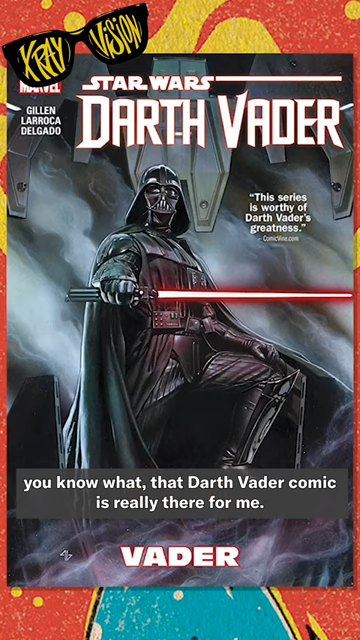 KRAY VISION
MARVEL
STAR WARS
GILLEN
LARROCA
DELGADO
DARTH VADER
“This series
is worthy of
Darth Vader’s
greatness.”
– ComicVine.com
you know what, that Darth Vader comic
is really there for me.
VADER